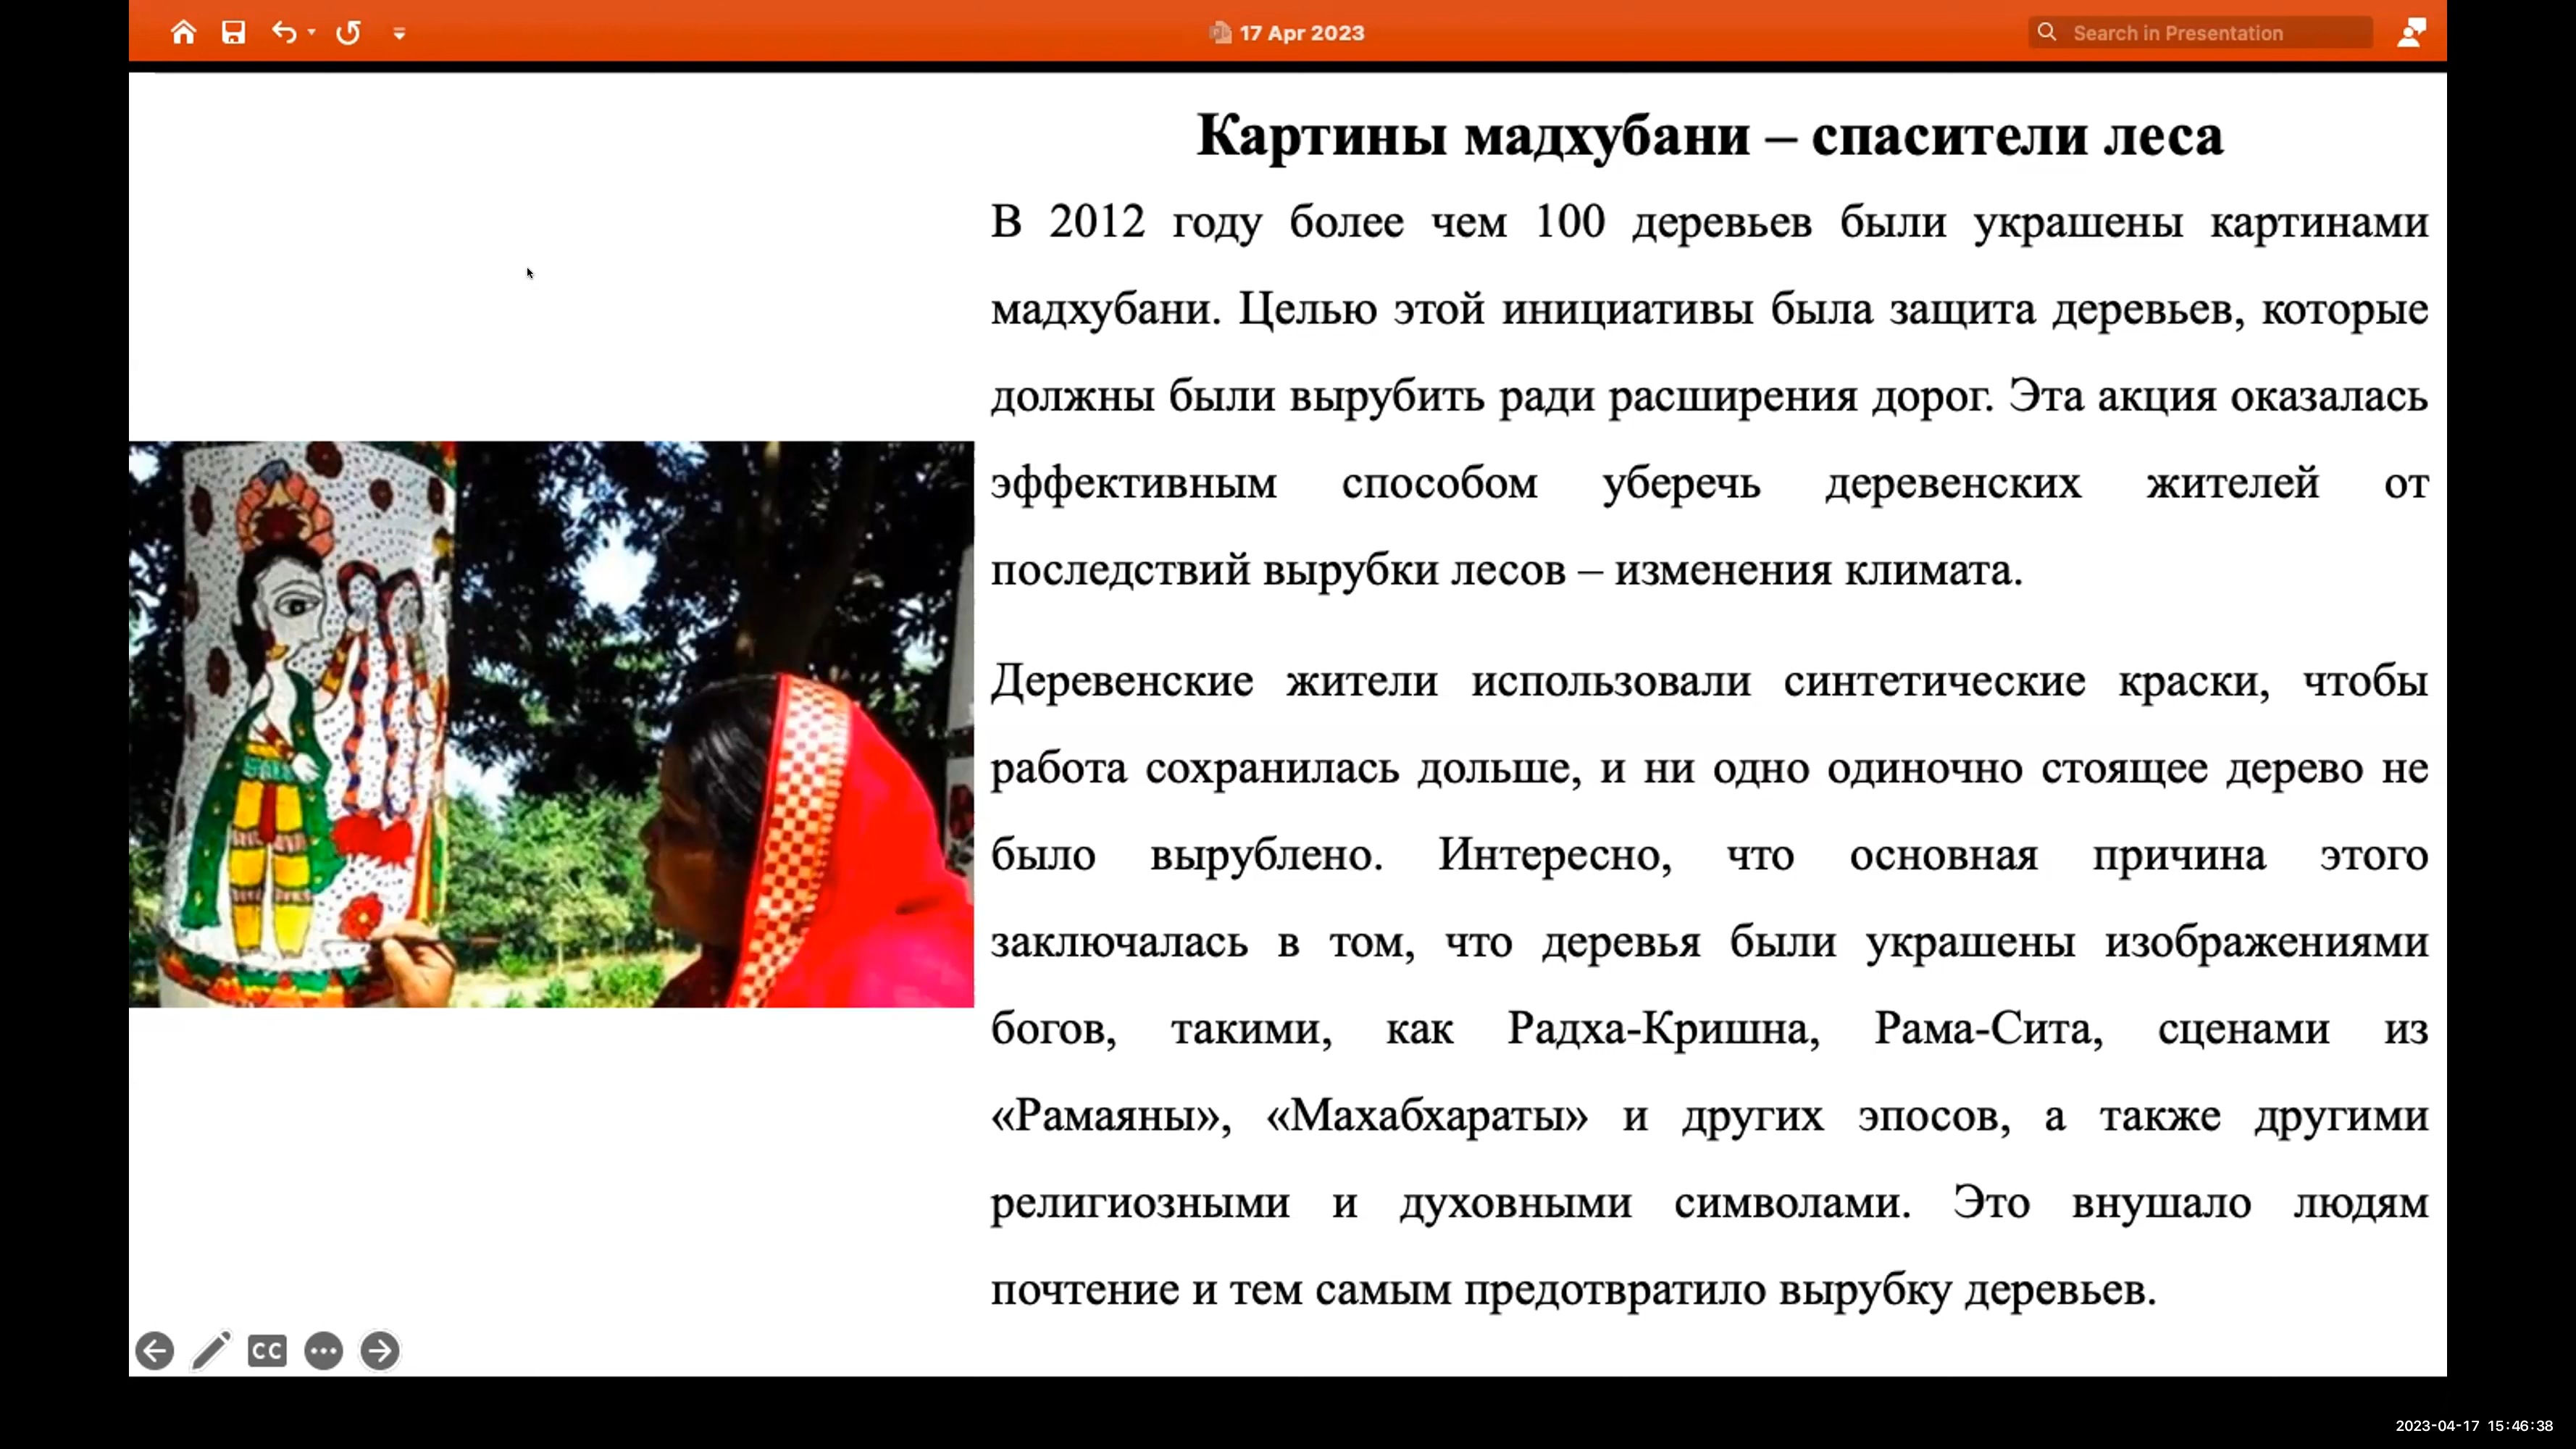 17 Apr 2023
Search in Presentation
Картины мадхубани – спасители леса
В 2012 году более чем 100 деревьев были украшены картинами
мадхубани. Целью этой инициативы была защита деревьев, которые
должны были вырубить ради расширения дорог. Эта акция оказалась
эффективным способом уберечь деревенских жителей от
последствий вырубки лесов – изменения климата.
Деревенские жители использовали синтетические краски, чтобы
работа сохранилась дольше, и ни одно одиночно стоящее дерево не
было вырублено. Интересно, что основная причина этого
заключалась в том, что деревья были украшены изображениями
богов, такими, как Радха-Кришна, Рама-Сита, сценами из
«Рамаяны», «Махабхараты» и других эпосов, а также другими
религиозными и духовными символами. Это внушало людям
почтение и тем самым предотвратило вырубку деревьев.
CC
2023-04-17 15:46:38